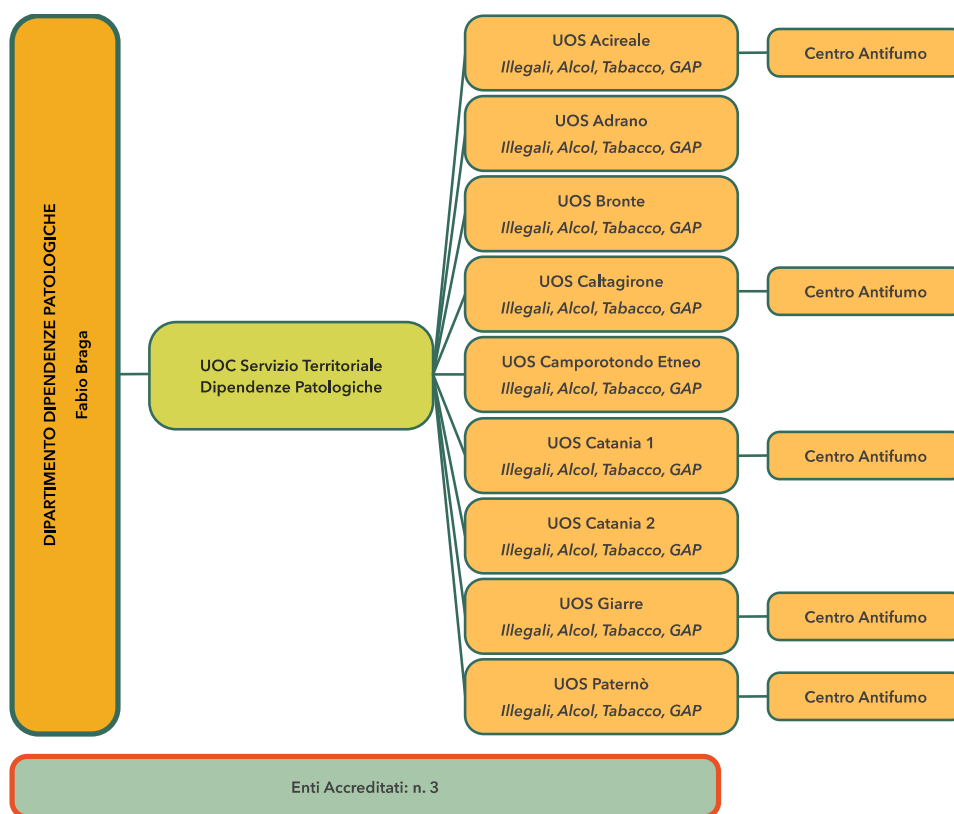 DIPARTIMENTO DIPENDENZE PATOLOGICHE
Fabio Braga
UOC Servizio Territoriale
Dipendenze Patologiche
UOS Acireale
Illegali, Alcol, Tabacco, GAP
Centro Antifumo
UOS Adrano
Illegali, Alcol, Tabacco, GAP
UOS Bronte
Illegali, Alcol, Tabacco, GAP
UOS Caltagirone
Illegali, Alcol, Tabacco, GAP
Centro Antifumo
UOS Camporotondo Etneo
Illegali, Alcol, Tabacco, GAP
UOS Catania 1
Illegali, Alcol, Tabacco, GAP
Centro Antifumo
UOS Catania 2
Illegali, Alcol, Tabacco, GAP
UOS Giarre
Illegali, Alcol, Tabacco, GAP
Centro Antifumo
UOS Paternò
Illegali, Alcol, Tabacco, GAP
Centro Antifumo
Enti Accreditati: n. 3